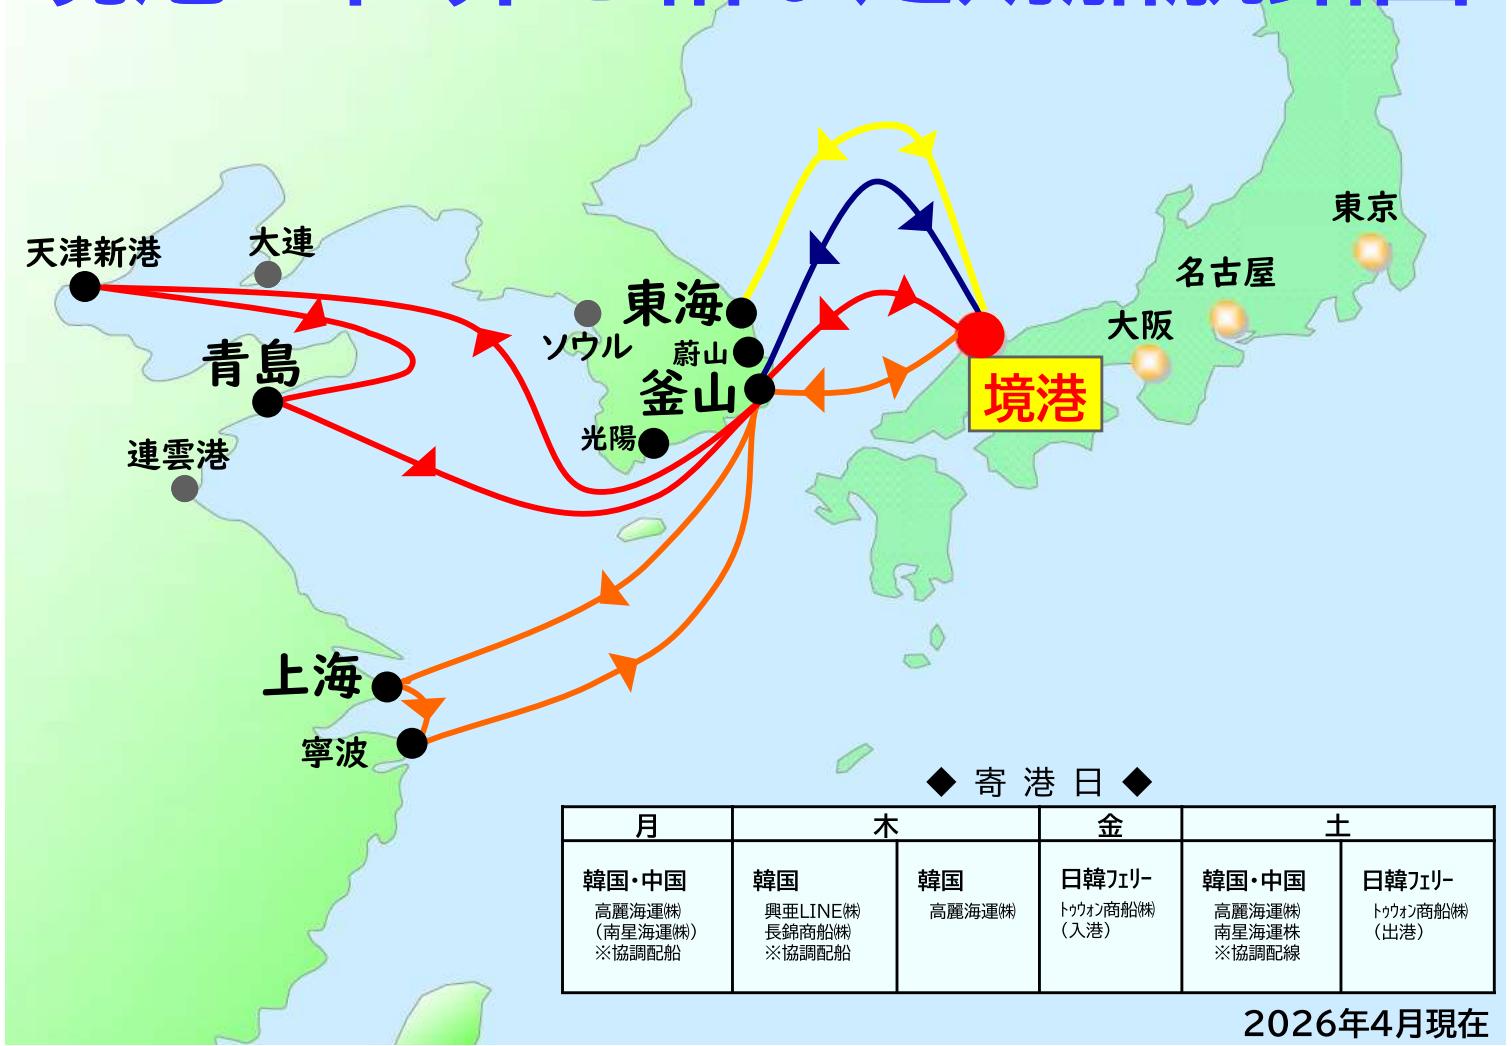 東京
名古屋
大阪
天津新港
大連
東海
ソウル
蔚山
青島
釜山
境港
光陽
連雲港
上海
寧波
◆ 寄 港 日 ◆
月 木 金 土
韓国・中国
高麗海運㈱
(南星海運㈱)
※協調配船
韓国
興亜LINE㈱
長錦商船㈱
※協調配船
韓国
高麗海運㈱
日韓ﾌｪﾘｰ
ﾄｩウｫﾝ商船㈱
(入港)
韓国・中国
高麗海運㈱
南星海運株
※協調配線
日韓ﾌｪﾘｰ
ﾄｩウｫﾝ商船㈱
(出港)
2026年4月現在